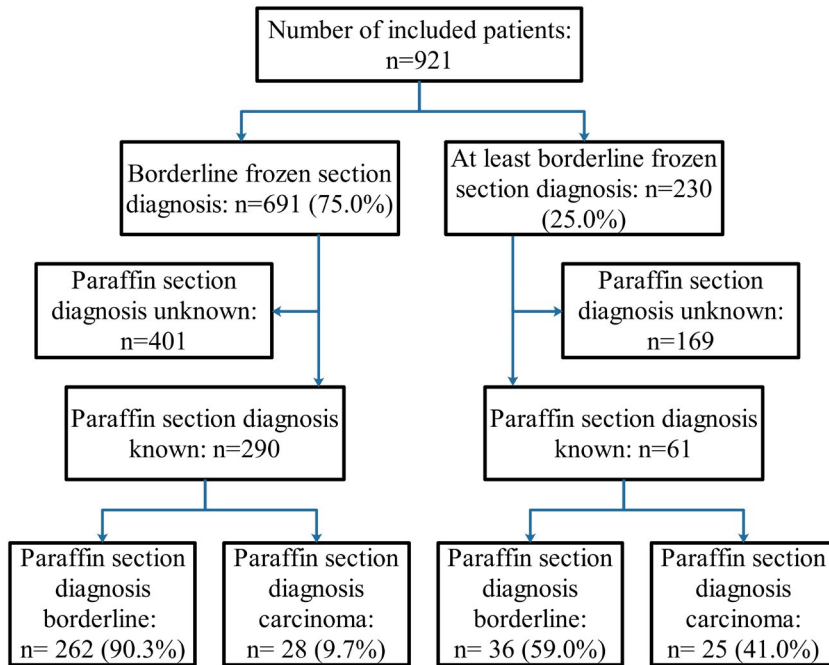 Number of included patients:
n=921
Borderline frozen section
diagnosis: n=691 (75.0%)
At least borderline frozen
section diagnosis: n=230
(25.0%)
Paraffin section
diagnosis unknown:
n=401
Paraffin section
diagnosis unknown:
n=169
Paraffin section diagnosis
known: n=290
Paraffin section diagnosis
known: n=61
Paraffin section
diagnosis
borderline:
n= 262 (90.3%)
Paraffin section
diagnosis
carcinoma:
n= 28 (9.7%)
Paraffin section
diagnosis
borderline:
n= 36 (59.0%)
Paraffin section
diagnosis
carcinoma:
n= 25 (41.0%)